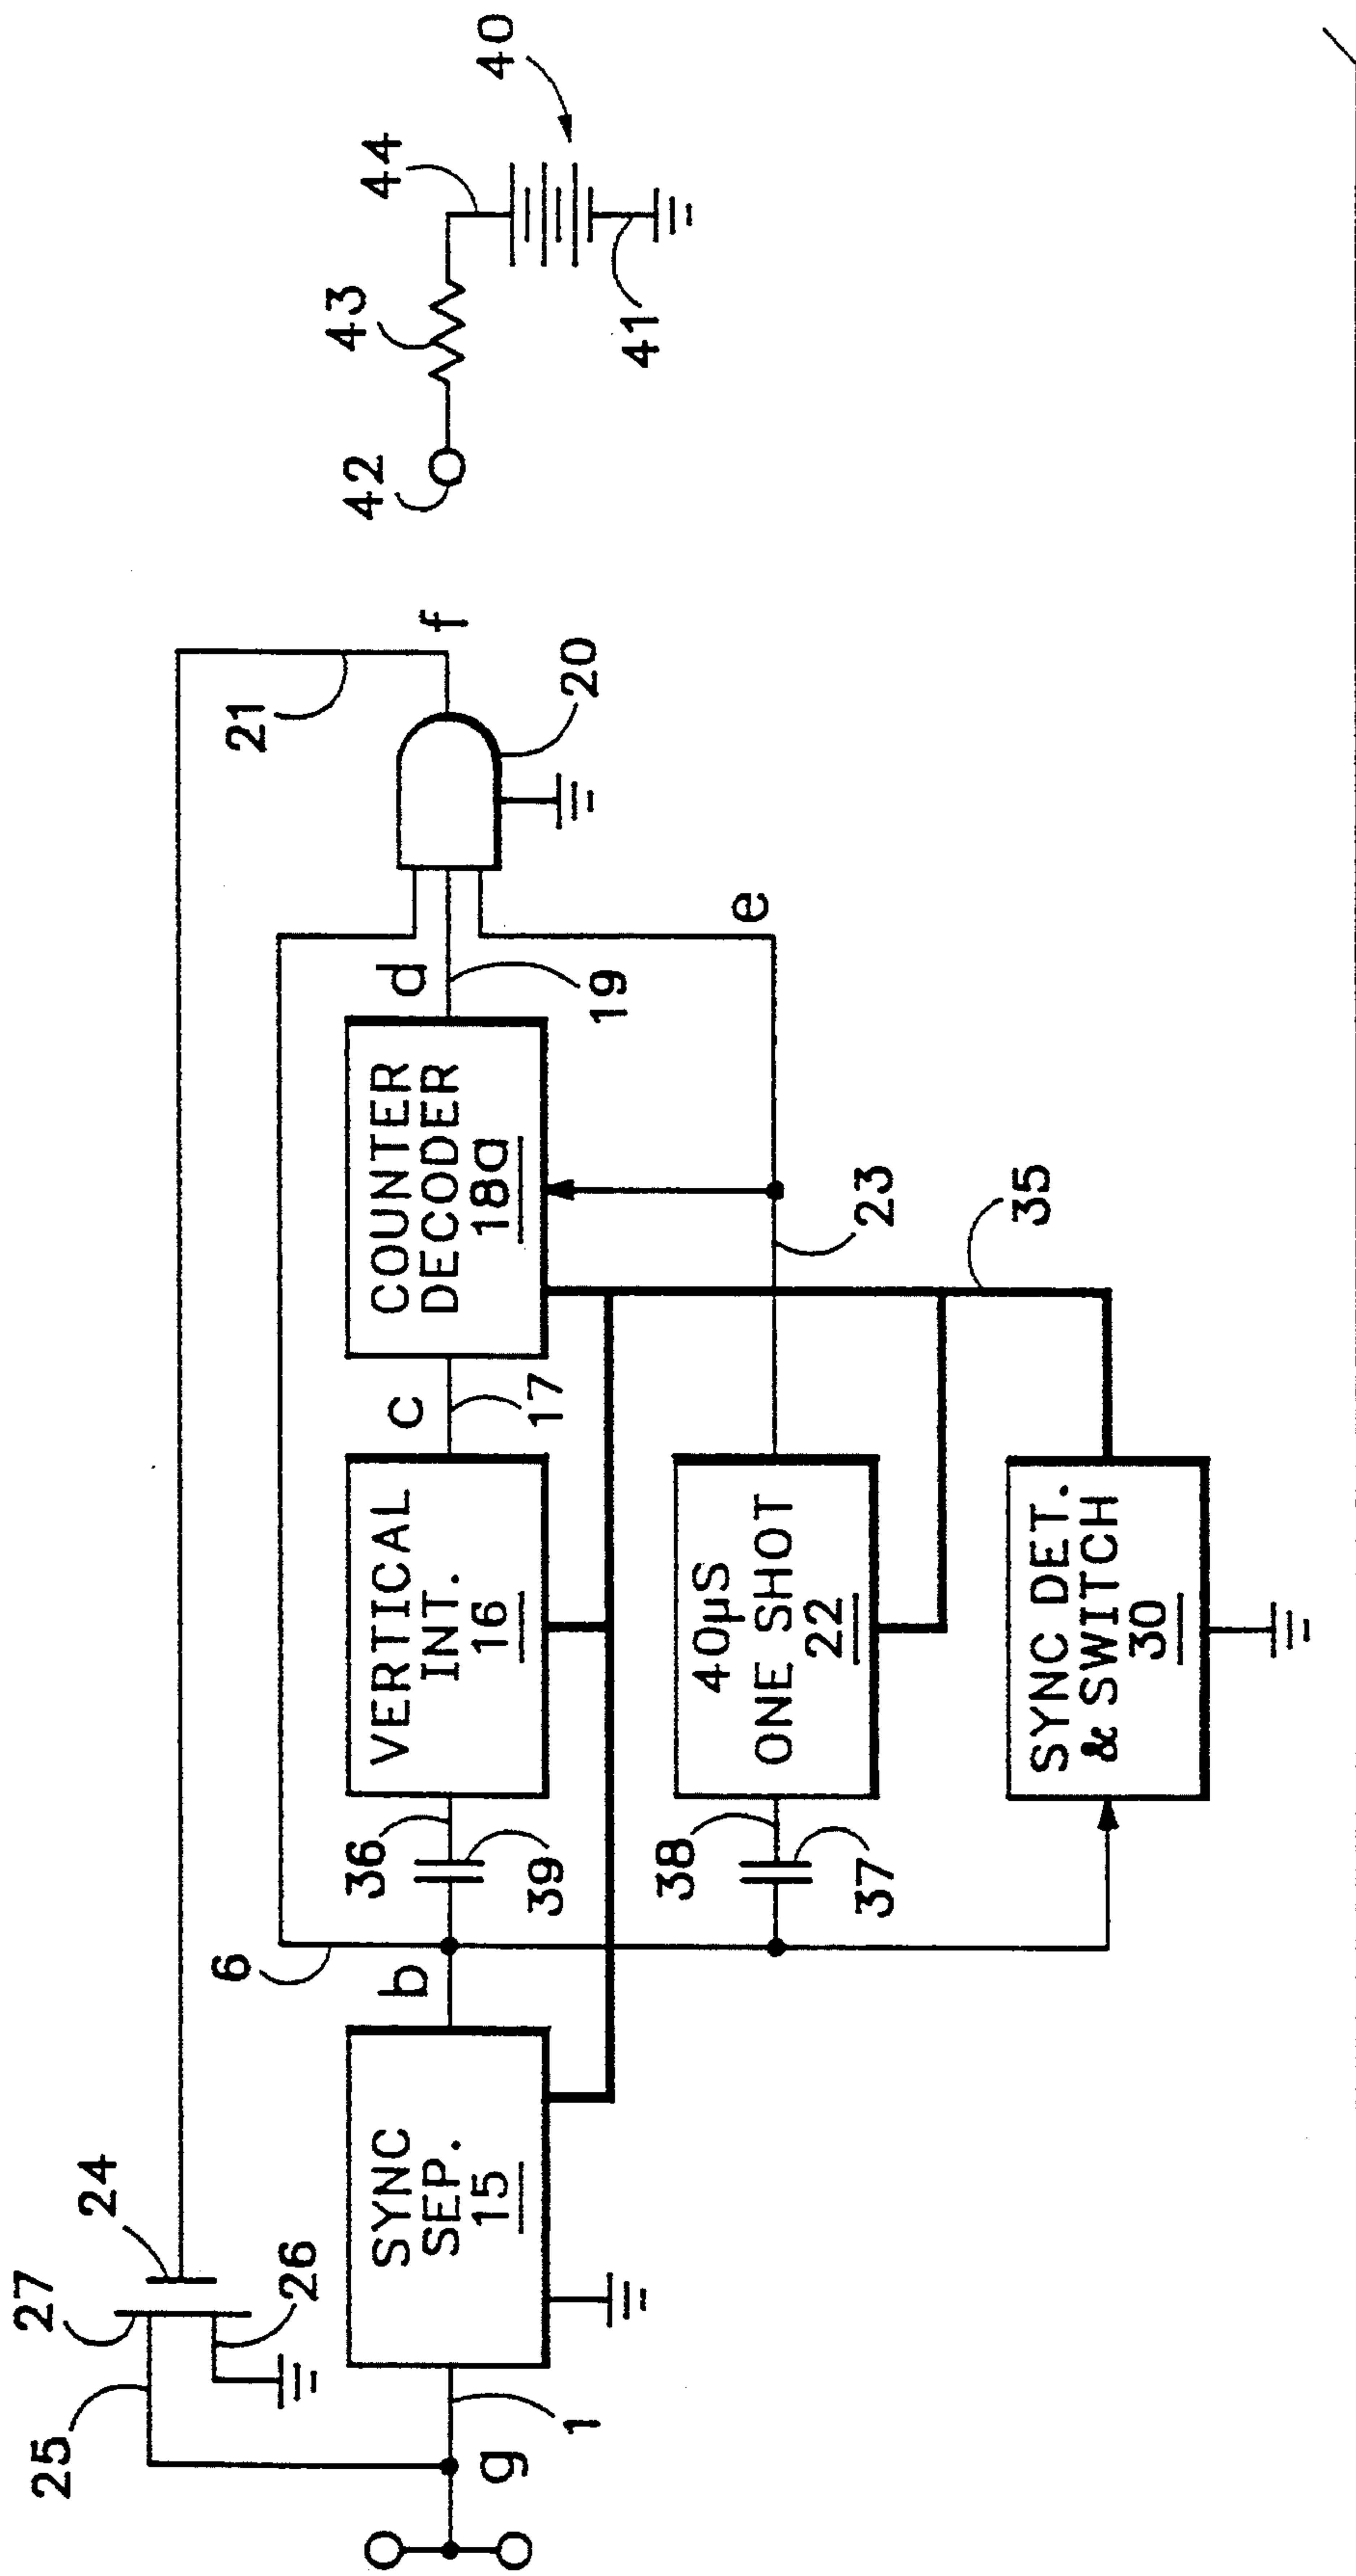 27
24
25
26
21
f
20
42
43
44
40
41
6
b
36
39
c
17
d
19
e
g
1
SYNC
SEP.
15
VERTICAL
INT.
16
COUNTER
DECODER
18a
38
37
40µS
ONE SHOT
22
23
35
SYNC DET.
& SWITCH
30